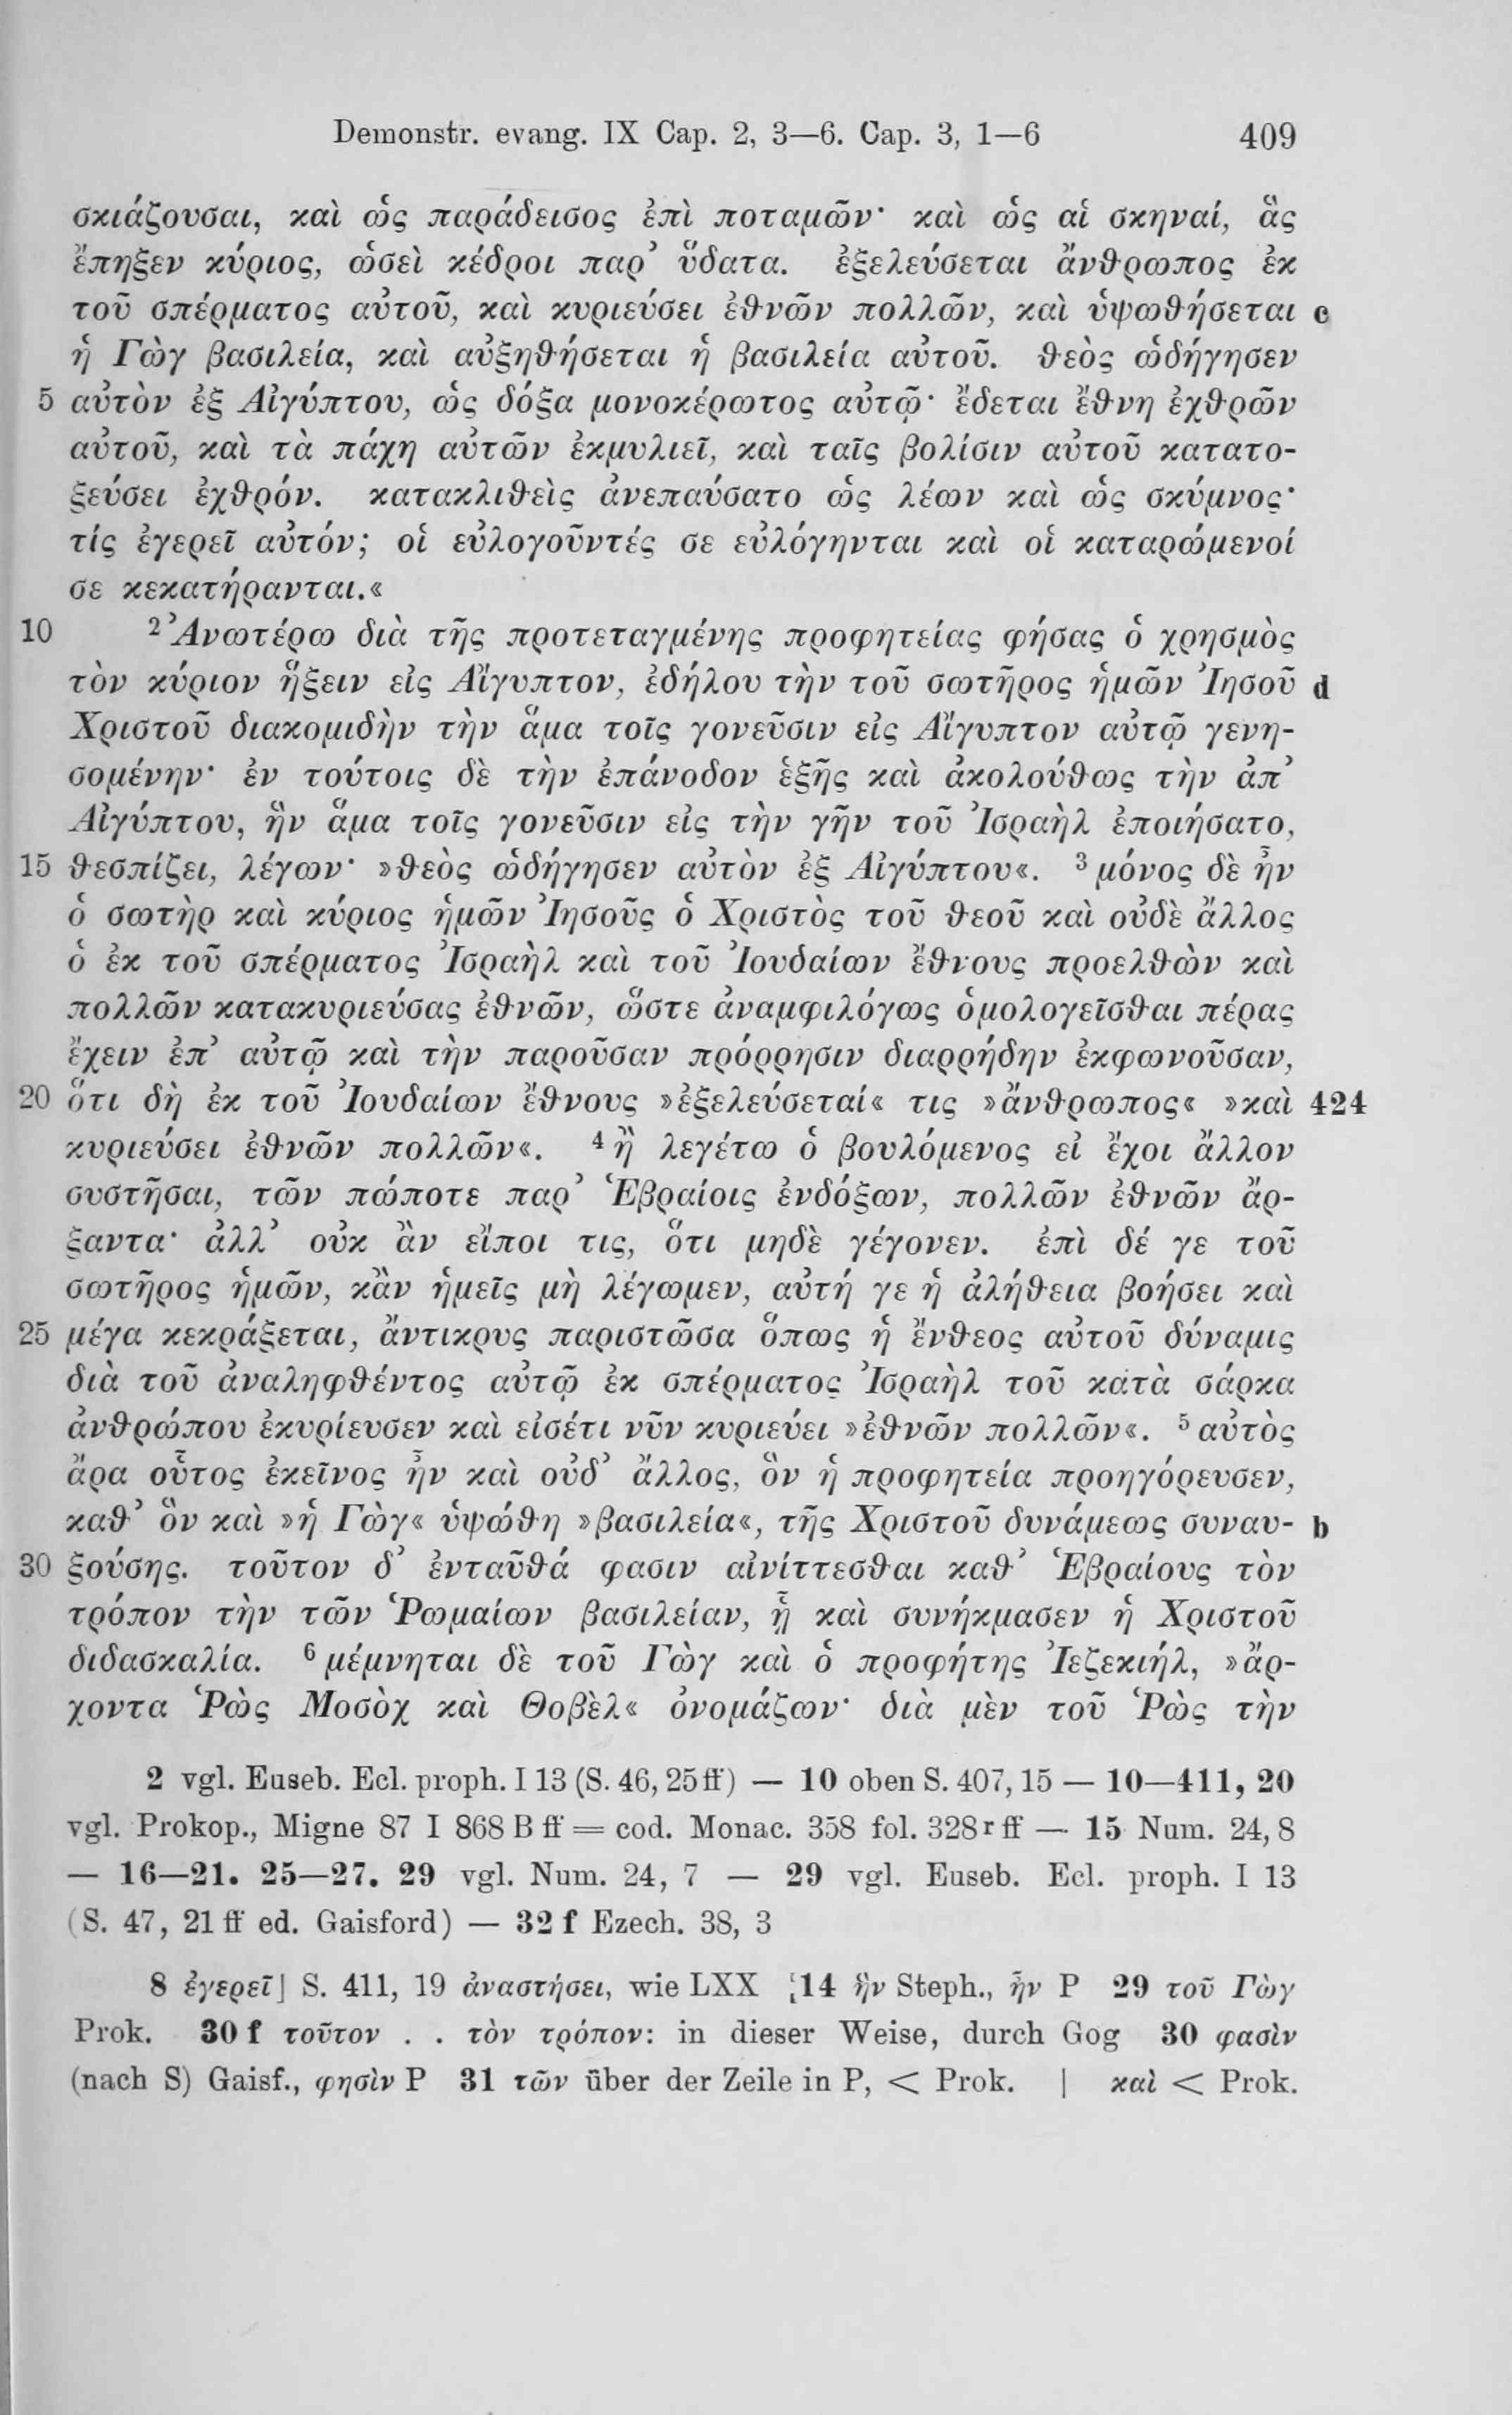 Demonstr. evang. IX Cap. 2, 3—6. Cap. 3, 1—6 409
σκιάζουσαι, καὶ ὡς παράδεισος ἐπὶ ποταμῶν· καὶ ὡς αἱ σκηναί, ἃς
ἔπηξεν κύριος, ὡσεὶ κέδροι παρ’ ὕδατα. ἐξελεύσεται ἄνθρωπος ἐκ
τοῦ σπέρματος αὐτοῦ, καὶ κυριεύσει ἐθνῶν πολλῶν, καὶ ὑψωθήσεται c
ἡ Γὼγ βασιλεία, καὶ αὐξηθήσεται ἡ βασιλεία αὐτοῦ. θεὸς ὡδήγησεν
5 αὐτὸν ἐξ Αἰγύπτου, ὡς δόξα μονοκέρωτος αὐτῷ· ἔδεται ἔθνη ἐχθρῶν
αὐτοῦ, καὶ τὰ πάχη αὐτῶν ἐκμυλιεῖ, καὶ ταῖς βολίσιν αὐτοῦ κατατο-
ξεύσει ἐχθρόν. κατακλιθεὶς ἀνεπαύσατο ὡς λέων καὶ ὡς σκύμνος·
τίς ἐγερεῖ αὐτόν; οἱ εὐλογοῦντές σε εὐλόγηνται καὶ οἱ καταρώμενοί
σε κεκατήρανται.«
10 ²Ἀνωτέρω διὰ τῆς προτεταγμένης προφητείας φήσας ὁ χρησμὸς
τὸν κύριον ἥξειν εἰς Αἴγυπτον, ἐδήλου τὴν τοῦ σωτῆρος ἡμῶν Ἰησοῦ d
Χριστοῦ διακομιδὴν τὴν ἅμα τοῖς γονεῦσιν εἰς Αἴγυπτον αὐτῷ γενη-
σομένην· ἐν τούτοις δὲ τὴν ἐπάνοδον ἑξῆς καὶ ἀκολούθως τὴν ἀπ’
Αἰγύπτου, ἣν ἅμα τοῖς γονεῦσιν εἰς τὴν γῆν τοῦ Ἰσραὴλ ἐποιήσατο,
15 θεσπίζει, λέγων· »θεὸς ὡδήγησεν αὐτὸν ἐξ Αἰγύπτου«. ³ μόνος δὲ ἦν
ὁ σωτὴρ καὶ κύριος ἡμῶν Ἰησοῦς ὁ Χριστὸς τοῦ θεοῦ καὶ οὐδὲ ἄλλος
ὁ ἐκ τοῦ σπέρματος Ἰσραὴλ καὶ τοῦ Ἰουδαίων ἔθνους προελθὼν καὶ
πολλῶν κατακυριεύσας ἐθνῶν, ὥστε ἀναμφιλόγως ὁμολογεῖσθαι πέρας
ἔχειν ἐπ’ αὐτῷ καὶ τὴν παροῦσαν πρόρρησιν διαρρήδην ἐκφωνοῦσαν,
20 ὅτι δὴ ἐκ τοῦ Ἰουδαίων ἔθνους »ἐξελεύσεταί« τις »ἄνθρωπος« »καὶ 424
κυριεύσει ἐθνῶν πολλῶν«. ⁴ ἢ λεγέτω ὁ βουλόμενος εἰ ἔχοι ἄλλον
συστῆσαι, τῶν πώποτε παρ’ Ἑβραίοις ἐνδόξων, πολλῶν ἐθνῶν ἄρ-
ξαντα· ἀλλ’ οὐκ ἂν εἴποι τις, ὅτι μηδὲ γέγονεν. ἐπὶ δέ γε τοῦ
σωτῆρος ἡμῶν, κἂν ἡμεῖς μὴ λέγωμεν, αὐτή γε ἡ ἀλήθεια βοήσει καὶ
25 μέγα κεκράξεται, ἄντικρυς παριστῶσα ὅπως ἡ ἔνθεος αὐτοῦ δύναμις
διὰ τοῦ ἀναληφθέντος αὐτῷ ἐκ σπέρματος Ἰσραὴλ τοῦ κατὰ σάρκα
ἀνθρώπου ἐκυρίευσεν καὶ εἰσέτι νῦν κυριεύει »ἐθνῶν πολλῶν«. ⁵ αὐτὸς
ἄρα οὗτος ἐκεῖνος ἦν καὶ οὐδ’ ἄλλος, ὃν ἡ προφητεία προηγόρευσεν,
καθ’ ὃν καὶ »ἡ Γὼγ« ὑψώθη »βασιλεία«, τῆς Χριστοῦ δυνάμεως συναυ- b
30 ξούσης. τοῦτον δ’ ἐνταῦθά φασιν αἰνίττεσθαι καθ’ Ἑβραίους τὸν
τρόπον τὴν τῶν Ῥωμαίων βασιλείαν, ᾗ καὶ συνήκμασεν ἡ Χριστοῦ
διδασκαλία. ⁶ μέμνηται δὲ τοῦ Γὼγ καὶ ὁ προφήτης Ἰεζεκιήλ, »ἄρ-
χοντα Ῥὼς Μοσὸχ καὶ Θοβὲλ« ὀνομάζων· διὰ μὲν τοῦ Ῥὼς τὴν
2 vgl. Euseb. Ecl. proph. I 13 (S. 46, 25 ff) — 10 oben S. 407, 15 — 10—411, 20
vgl. Prokop., Migne 87 I 868 B ff = cod. Monac. 358 fol. 328 r ff — 15 Num. 24, 8
— 16—21. 25—27. 29 vgl. Num. 24, 7 — 29 vgl. Euseb. Ecl. proph. I 13
(S. 47, 21 ff ed. Gaisford) — 32 f Ezech. 38, 3
8 ἐγερεῖ] S. 411, 19 ἀναστήσει, wie LXX 14 ἣν Steph., ἦν P 29 τοῦ Γὼγ
Prok. 30 f τοῦτον . . τὸν τρόπον: in dieser Weise, durch Gog 30 φασὶν
(nach S) Gaisf., φησὶν P 31 τῶν über der Zeile in P, < Prok. | καὶ < Prok.